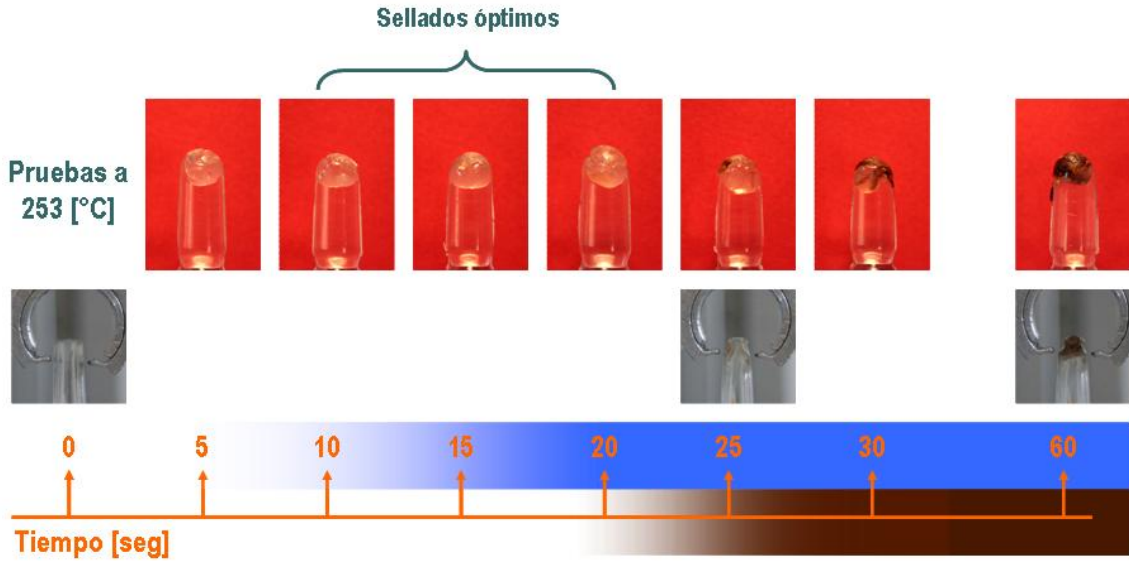 Sellados óptimos
Pruebas a
253 [°C]
0 5 10 15 20 25 30 60
Tiempo [seg]